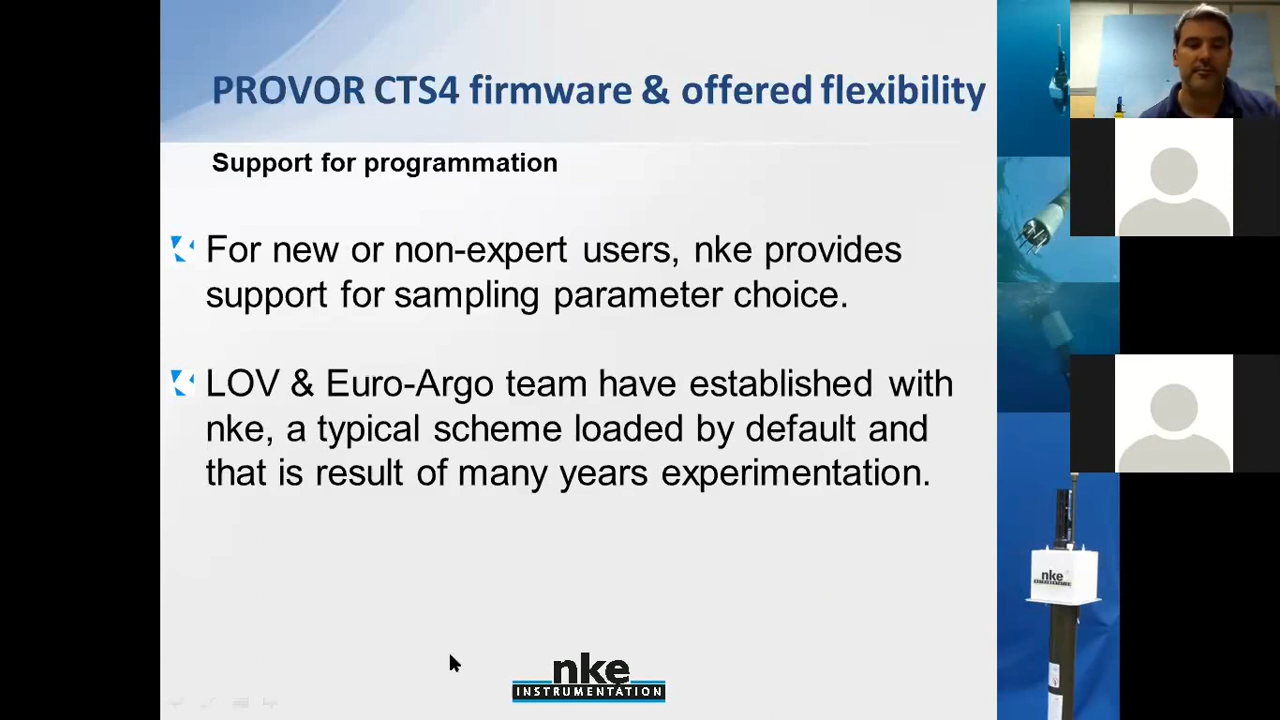 PROVOR CTS4 firmware & offered flexibility
Support for programmation
For new or non-expert users, nke provides
support for sampling parameter choice.
LOV & Euro-Argo team have established with
nke, a typical scheme loaded by default and
that is result of many years experimentation.
nke
INSTRUMENTATION
nke